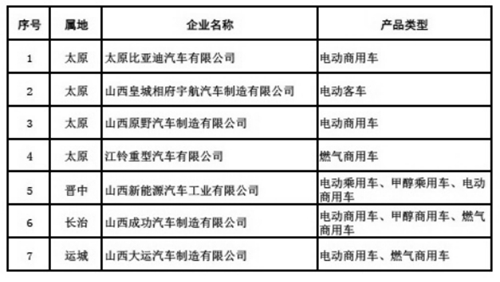 序号 属地 企业名称 产品类型
1 太原 太原比亚迪汽车有限公司 电动商用车
2 太原 山西皇城相府宇航汽车制造有限公司 电动客车
3 太原 山西原野汽车制造有限公司 电动商用车
4 太原 江铃重型汽车有限公司 燃气商用车
5 晋中 山西新能源汽车工业有限公司 电动乘用车、甲醇乘用车、电动
商用车
6 长治 山西成功汽车制造有限公司 电动商用车、甲醇商用车、燃气
商用车
7 运城 山西大运汽车制造有限公司 电动商用车、燃气商用车